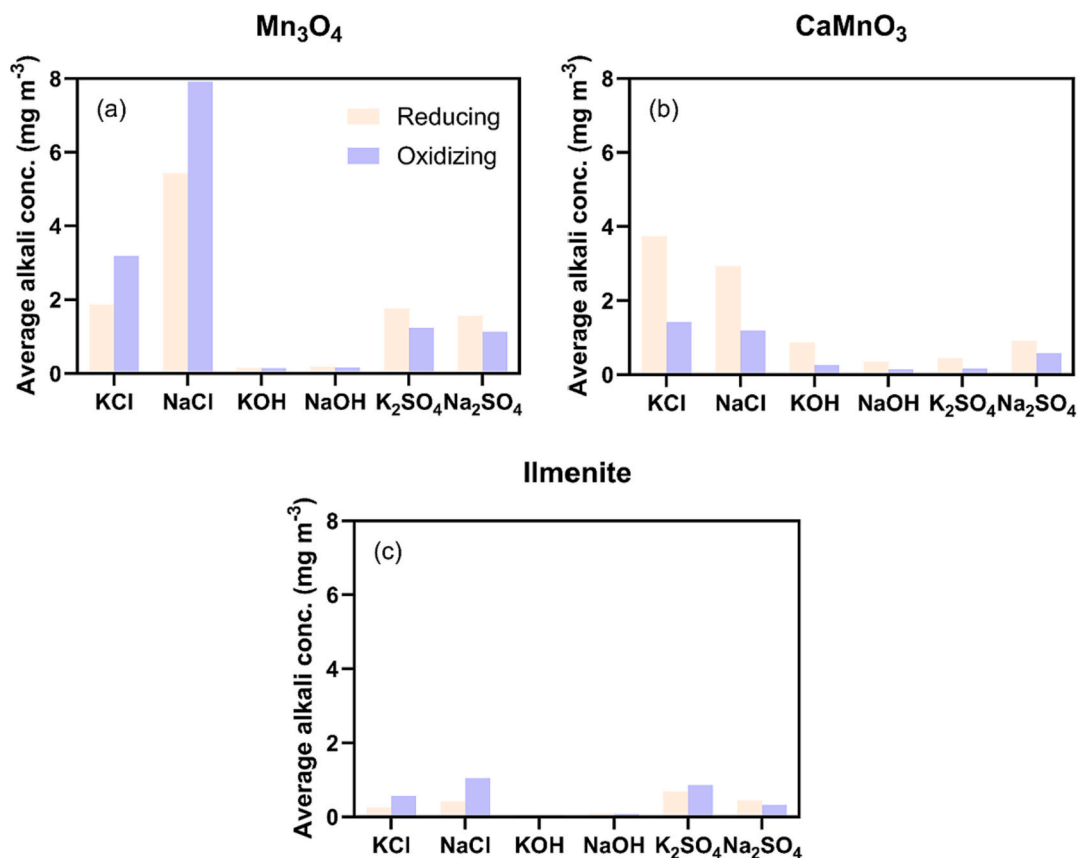 Mn₃O₄
Average alkali conc. (mg m⁻³)
8
6
4
2
0
(a)
Reducing
Oxidizing
KCl NaCl KOH NaOH K₂SO₄ Na₂SO₄
CaMnO₃
Average alkali conc. (mg m⁻³)
8
6
4
2
0
(b)
KCl NaCl KOH NaOH K₂SO₄ Na₂SO₄
Ilmenite
Average alkali conc. (mg m⁻³)
8
6
4
2
0
(c)
KCl NaCl KOH NaOH K₂SO₄ Na₂SO₄